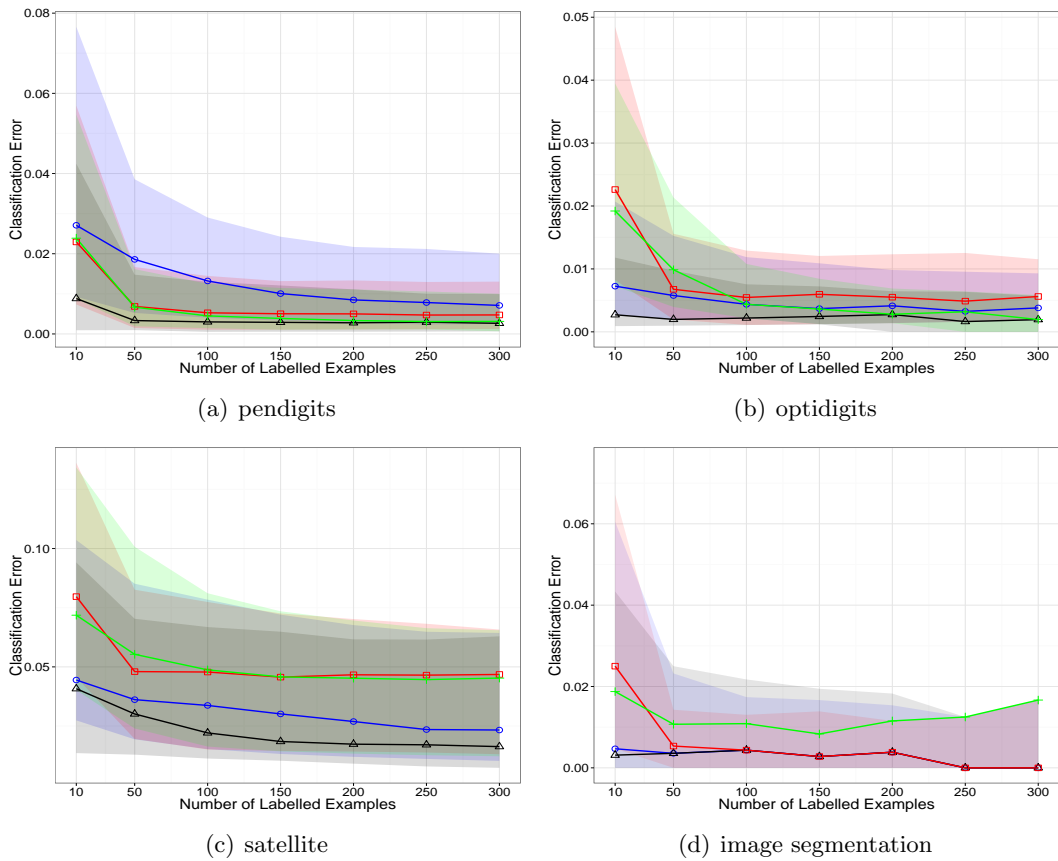 0.08
0.06
0.04
0.02
0.00
Classification Error
10 50 100 150 200 250 300
Number of Labelled Examples
(a) pendigits
0.05
0.04
0.03
0.02
0.01
0.00
Classification Error
10 50 100 150 200 250 300
Number of Labelled Examples
(b) optidigits
0.10
0.05
Classification Error
10 50 100 150 200 250 300
Number of Labelled Examples
(c) satellite
0.06
0.04
0.02
0.00
Classification Error
10 50 100 150 200 250 300
Number of Labelled Examples
(d) image segmentation